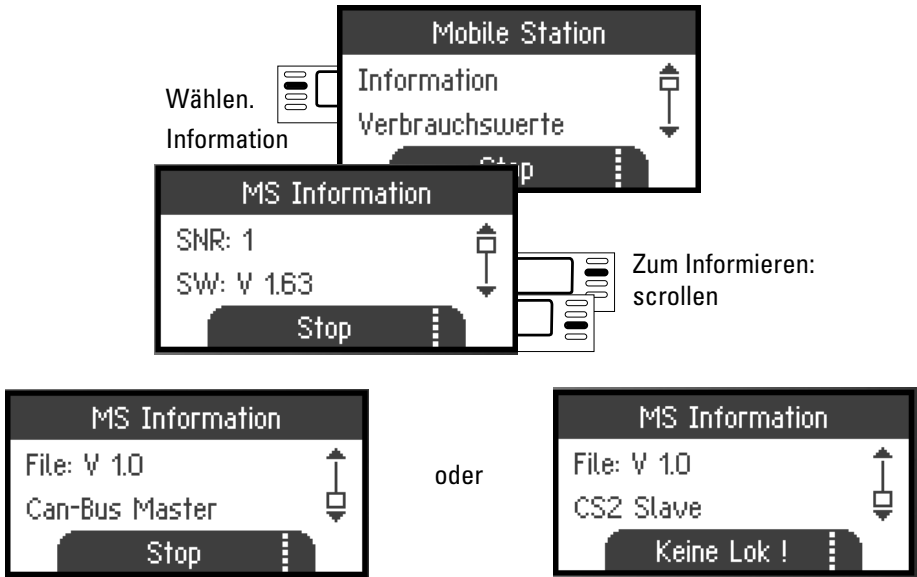 Mobile Station
Information
Verbrauchswerte
Stop
Wählen.
Information
MS Information
SNR: 1
SW: V 1.63
Stop
Zum Informieren:
scrollen
MS Information
File: V 1.0
Can-Bus Master
Stop
oder
MS Information
File: V 1.0
CS2 Slave
Keine Lok !